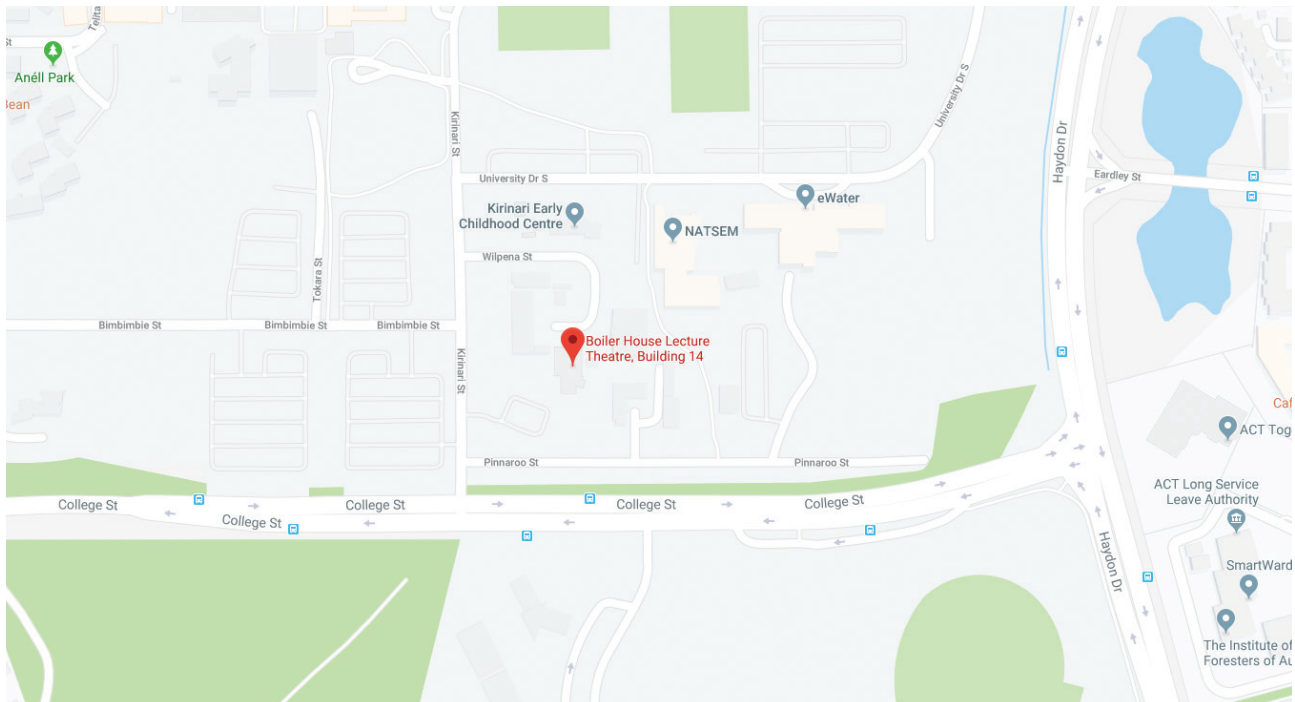 St
Telita
Anéll Park
Bean
Kirinari St
University Dr S
University Dr S
Haydon Dr
Eardley St
Kirinari Early
Childhood Centre
NATSEM
eWater
Wilpena St
Tokara St
Bimbimbie St
Bimbimbie St
Bimbimbie St
Boiler House Lecture
Theatre, Building 14
Kirinari St
Pinnaroo St
Pinnaroo St
Caf
ACT Tog
College St
College St
College St
College St
College St
ACT Long Service
Leave Authority
Haydon Dr
SmartWard
The Institute of
Foresters of Au